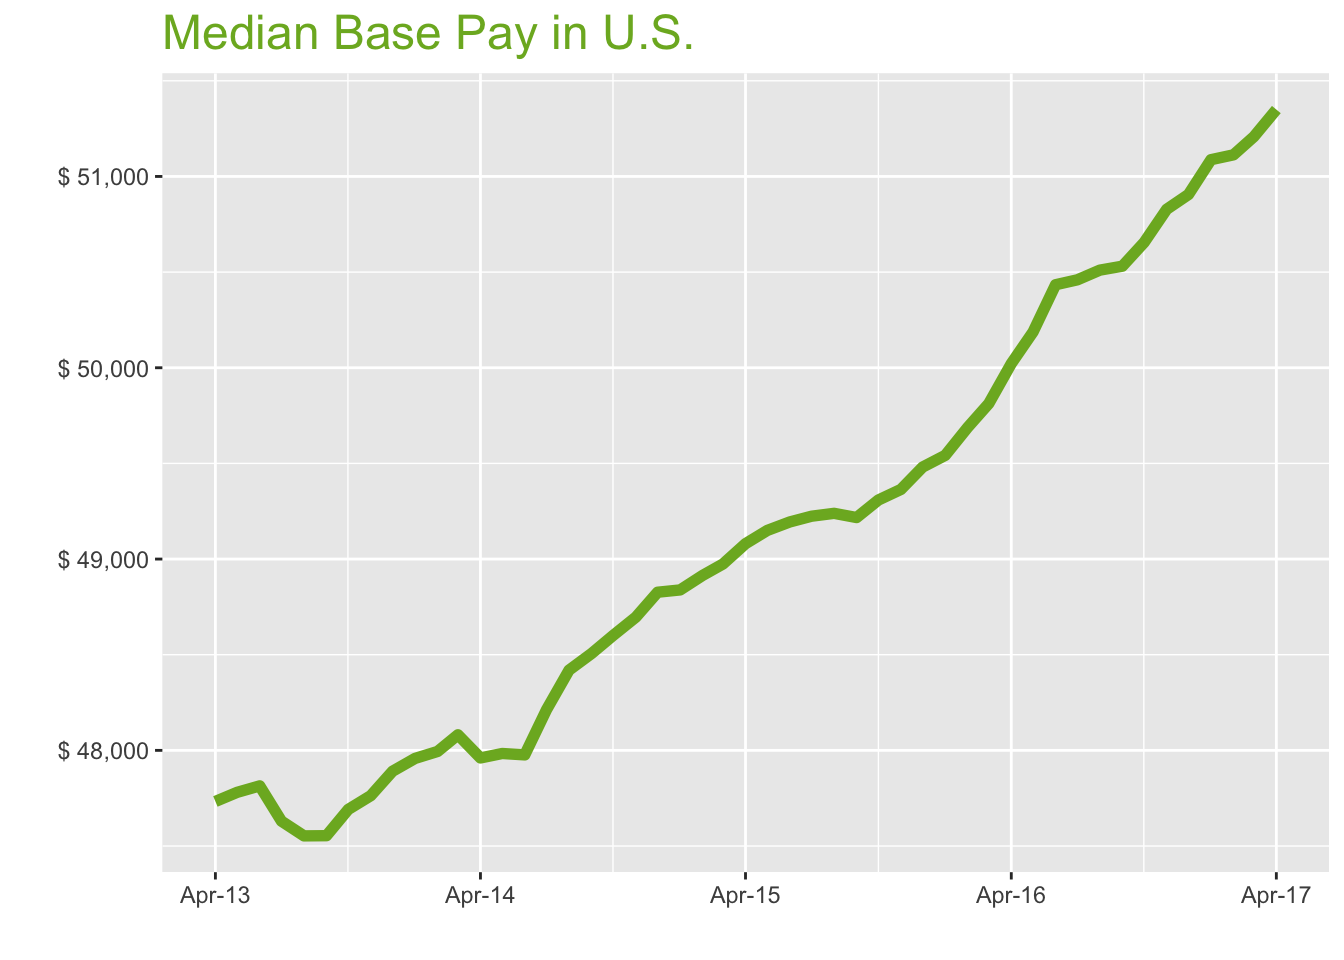 Median Base Pay in U.S.
$ 51,000
$ 50,000
$ 49,000
$ 48,000
Apr-13 Apr-14 Apr-15 Apr-16 Apr-17